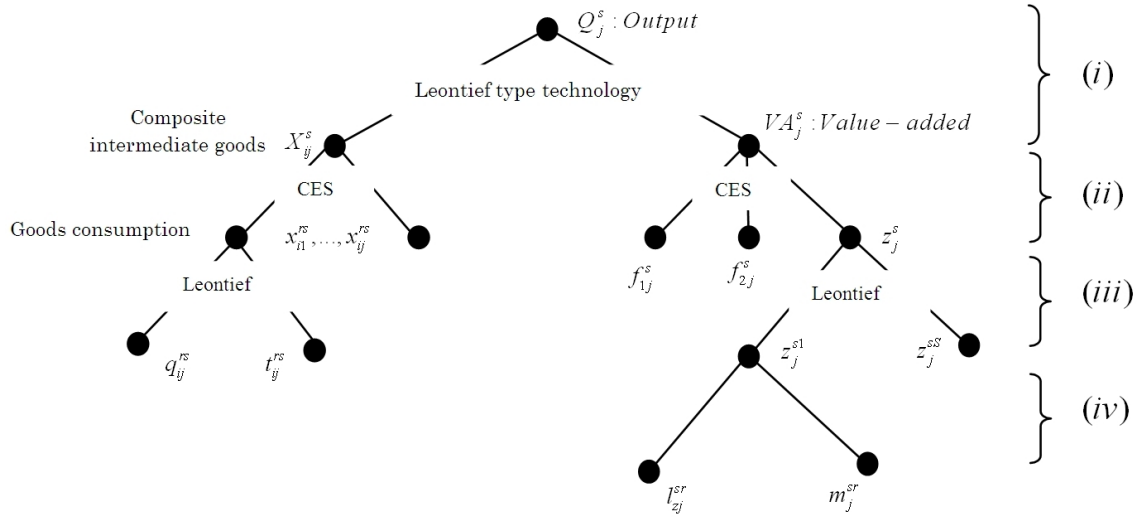 Q_j^s : Output
(i)
Leontief type technology
Composite
intermediate goods X_ij^s
VA_j^s : Value – added
CES
CES
(ii)
Goods consumption
x_i1^rs ,..., x_ij^rs
z_j^s
f_1j^s
f_2j^s
Leontief
Leontief
(iii)
q_ij^rs
t_ij^rs
z_j^s1
z_j^sS
(iv)
l_zj^sr
m_j^sr